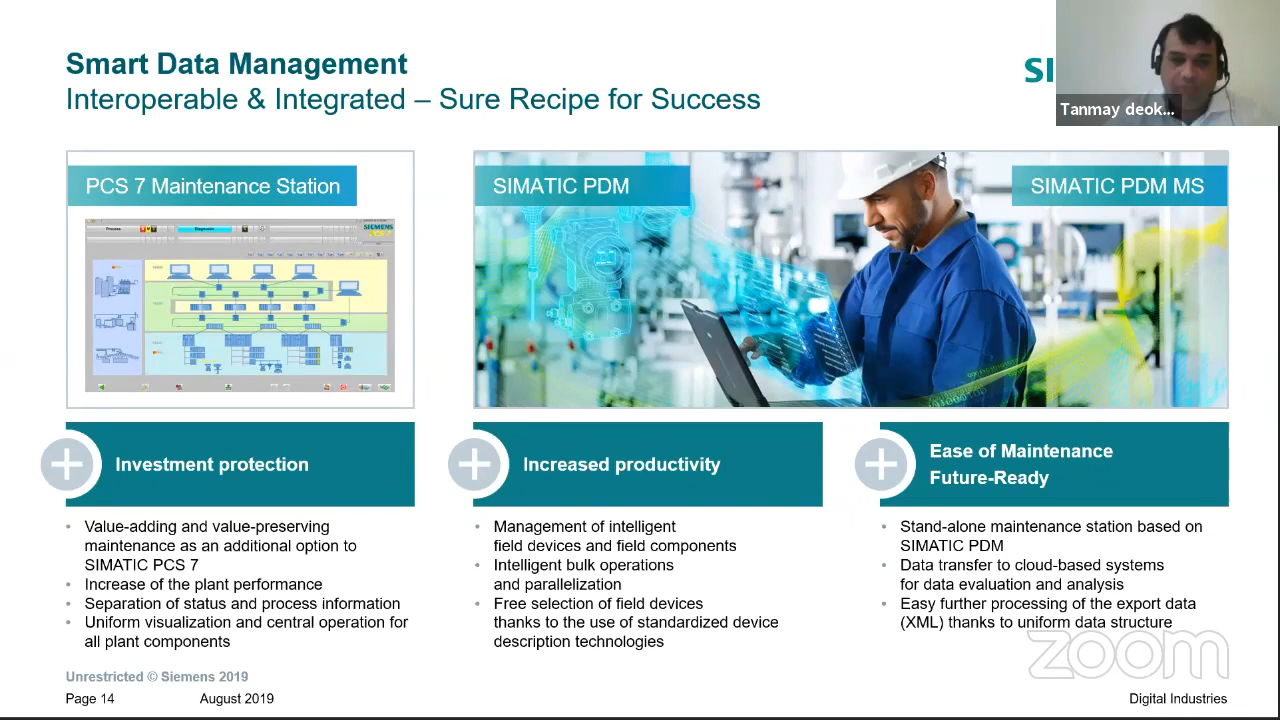 Smart Data Management
Interoperable & Integrated – Sure Recipe for Success
SI
Tanmay deok...
PCS 7 Maintenance Station
Process
Diagnostic
SIEMENS
SIMATIC PDM
SIMATIC PDM MS
Investment protection
• Value-adding and value-preserving
maintenance as an additional option to
SIMATIC PCS 7
• Increase of the plant performance
• Separation of status and process information
• Uniform visualization and central operation for
all plant components
Increased productivity
• Management of intelligent
field devices and field components
• Intelligent bulk operations
and parallelization
• Free selection of field devices
thanks to the use of standardized device
description technologies
Ease of Maintenance
Future-Ready
• Stand-alone maintenance station based on
SIMATIC PDM
• Data transfer to cloud-based systems
for data evaluation and analysis
• Easy further processing of the export data
(XML) thanks to uniform data structure
zoom
Unrestricted © Siemens 2019
Page 14
August 2019
Digital Industries